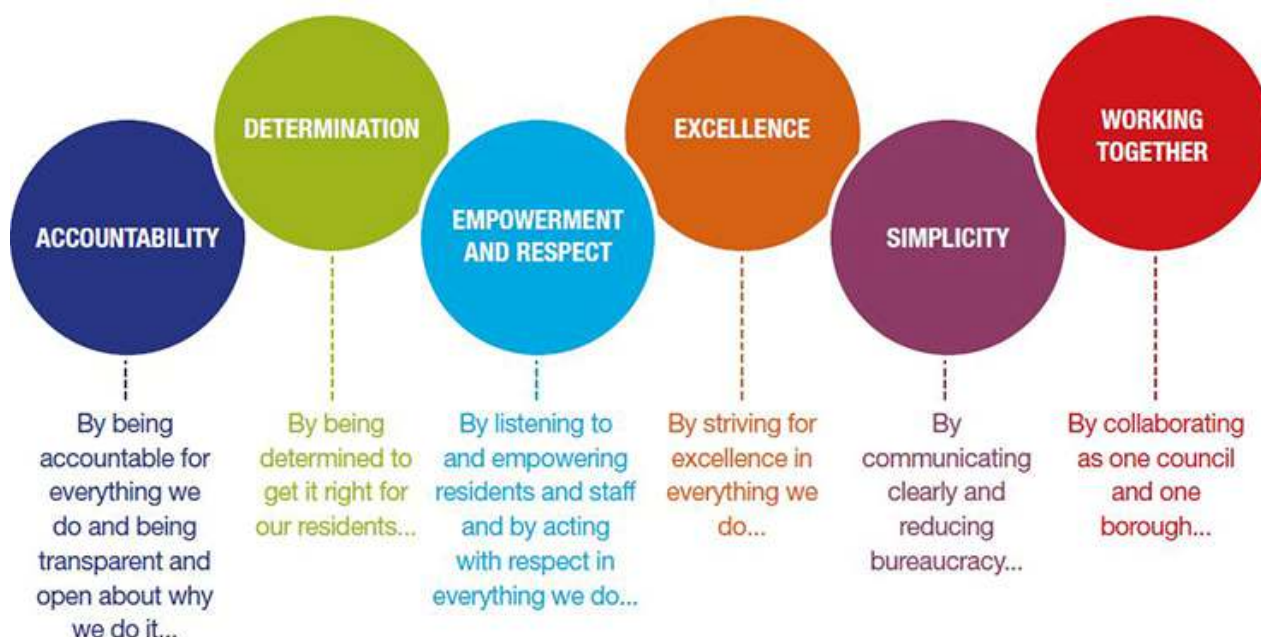 ACCOUNTABILITY
By being
accountable for
everything we
do and being
transparent and
open about why
we do it...
DETERMINATION
By being
determined to
get it right for
our residents...
EMPOWERMENT
AND RESPECT
By listening to
and empowering
residents and staff
and by acting
with respect in
everything we do...
EXCELLENCE
By striving for
excellence in
everything we
do...
SIMPLICITY
By
communicating
clearly and
reducing
bureaucracy...
WORKING
TOGETHER
By collaborating
as one council
and one
borough...